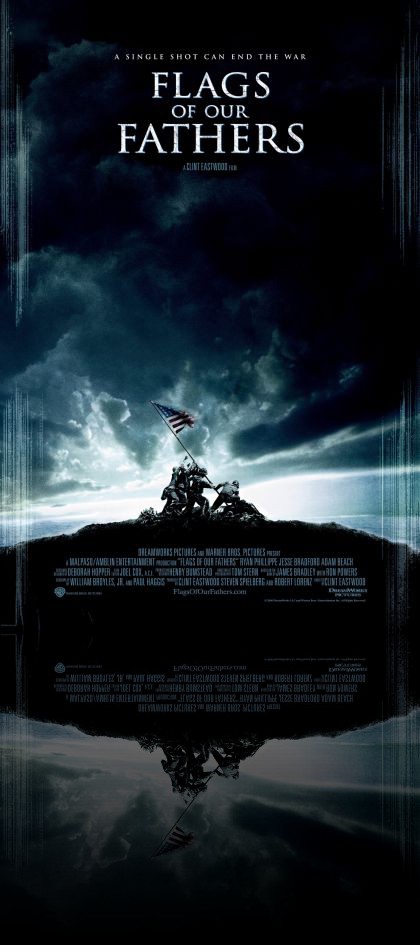 A SINGLE SHOT CAN END THE WAR
FLAGS
OF OUR
FATHERS
A CLINT EASTWOOD FILM
DREAMWORKS PICTURES AND WARNER BROS. PICTURES PRESENT
A MALPASO/AMBLIN ENTERTAINMENT PRODUCTION "FLAGS OF OUR FATHERS" RYAN PHILLIPPE JESSE BRADFORD ADAM BEACH
DEBORAH HOPPER JOEL COX, A.C.E. HENRY BUMSTEAD TOM STERN JAMES BRADLEY WITH RON POWERS
WILLIAM BROYLES, JR. AND PAUL HAGGIS CLINT EASTWOOD STEVEN SPIELBERG AND ROBERT LORENZ CLINT EASTWOOD
FlagsOfOurFathers.com
DREAMWORKS
PICTURES